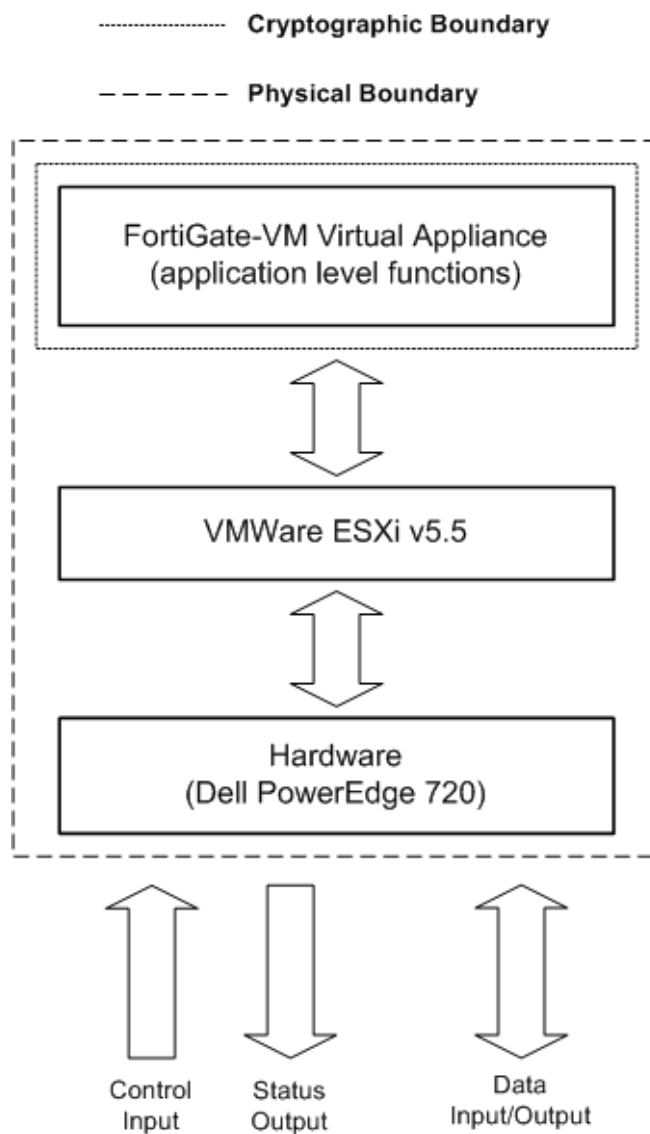 Cryptographic Boundary
Physical Boundary
FortiGate-VM Virtual Appliance
(application level functions)
VMWare ESXi v5.5
Hardware
(Dell PowerEdge 720)
Control
Input
Status
Output
Data
Input/Output